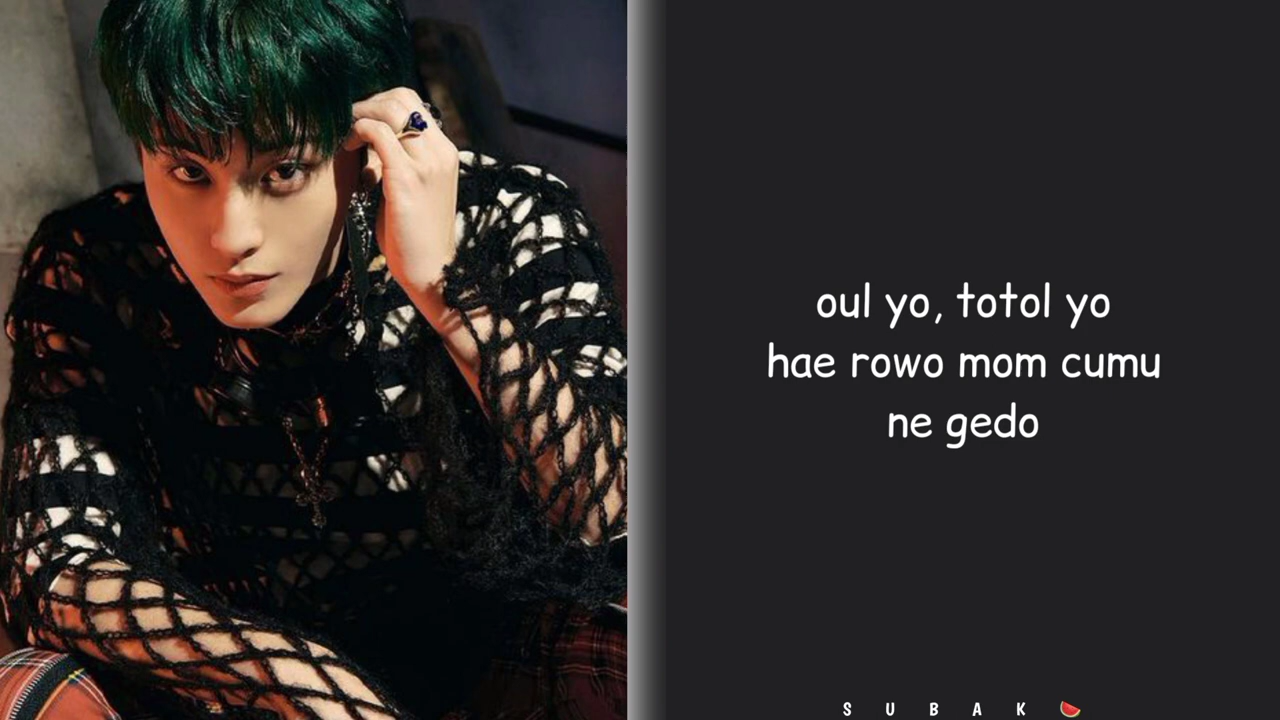 oul yo, totol yo
hae rowo mom cumu
ne gedo
S U B A K 🍉